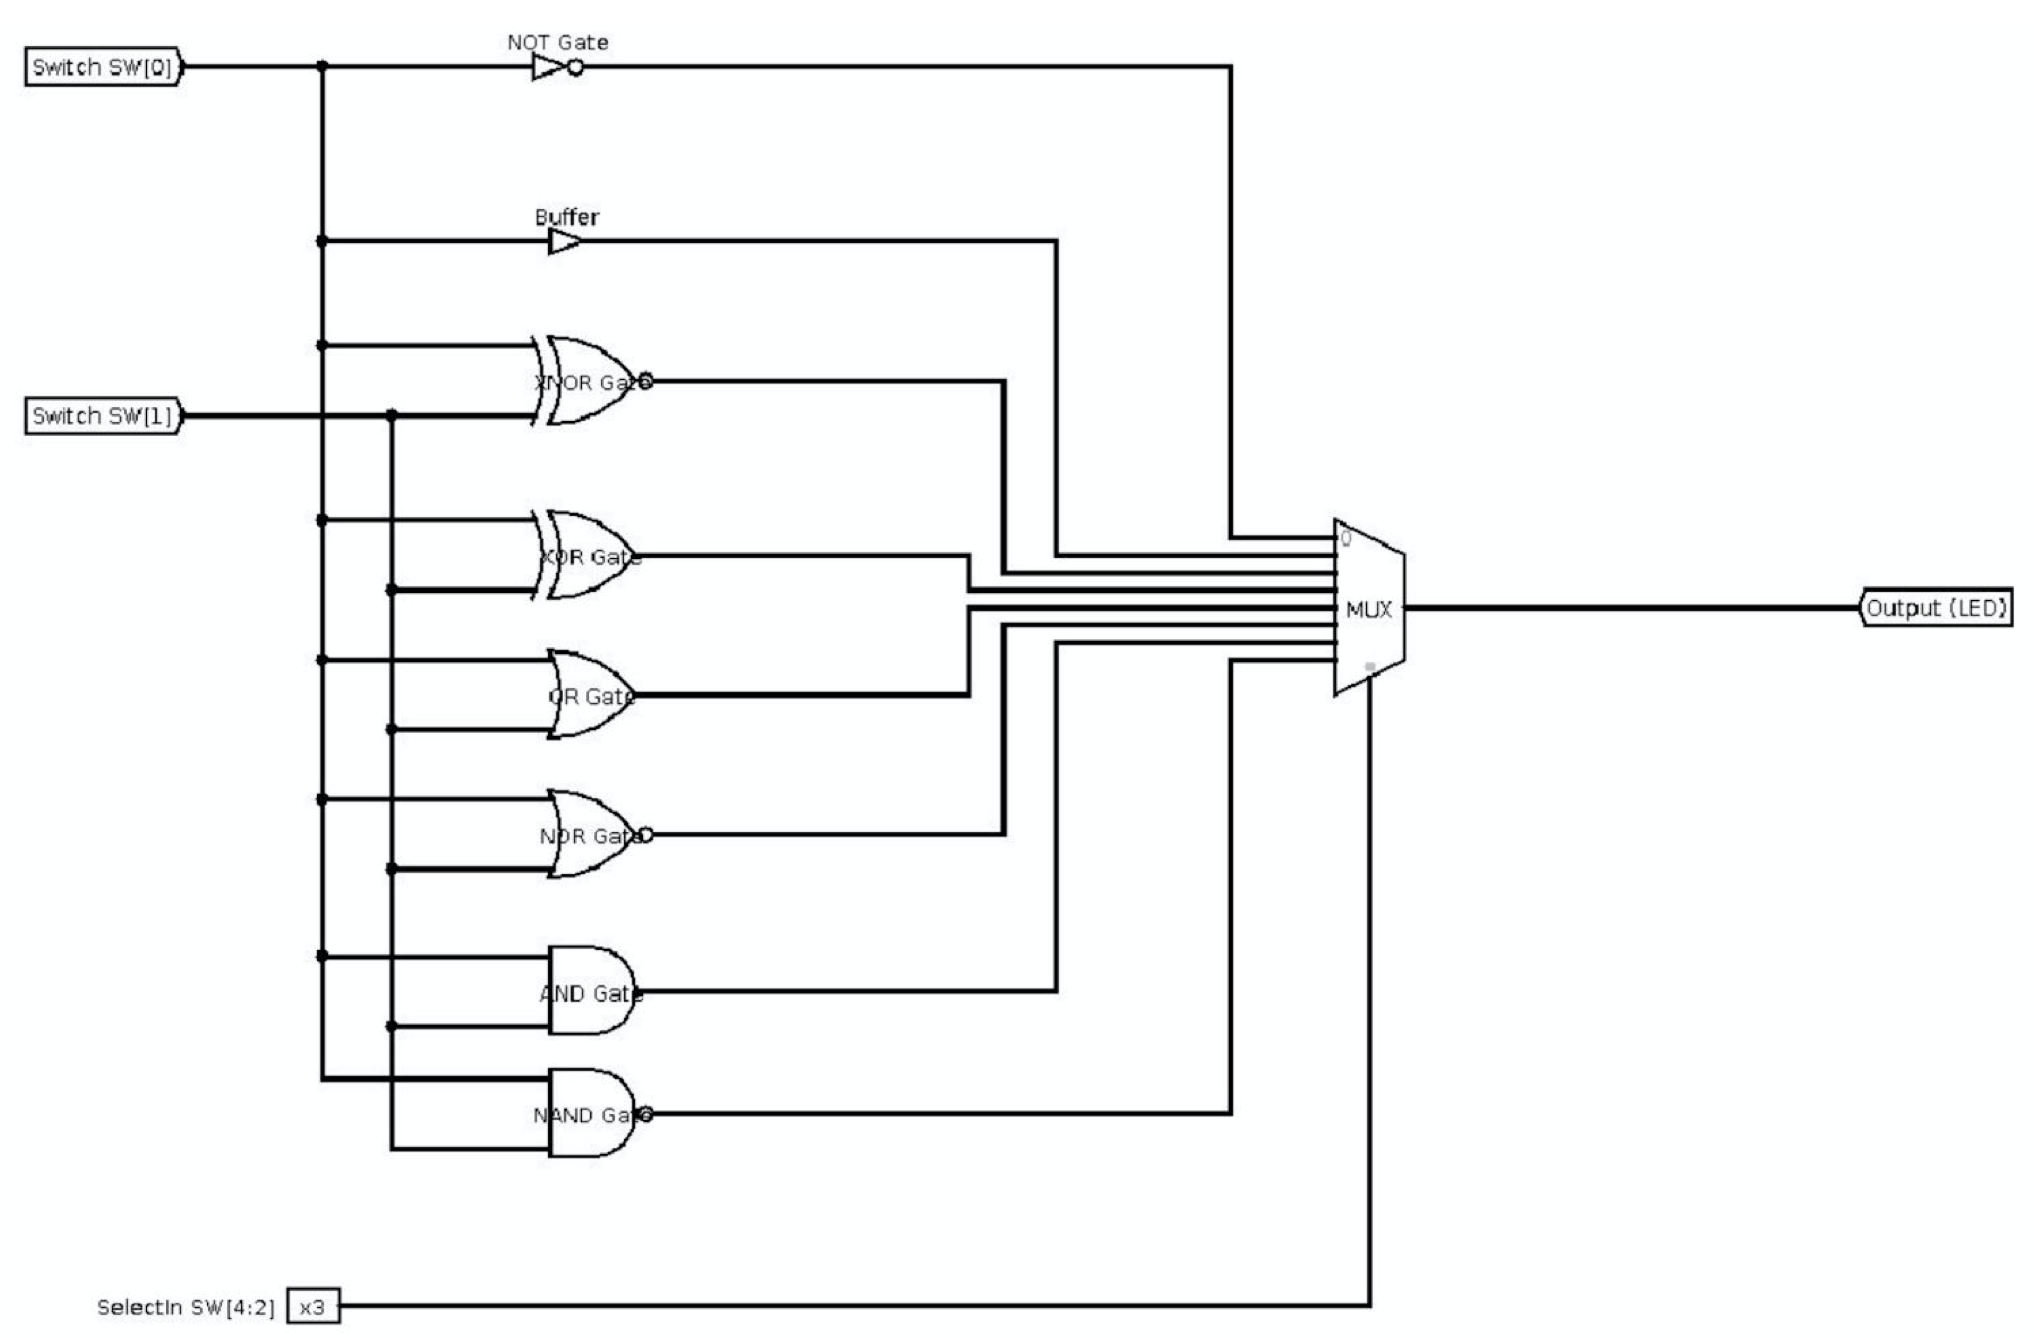 NOT Gate
Switch SW[0]
Buffer
XNOR Gate
Switch SW[1]
XOR Gate
0
MUX
Output (LED)
OR Gate
NOR Gate
AND Gate
NAND Gate
SelectIn SW[4:2]
x3